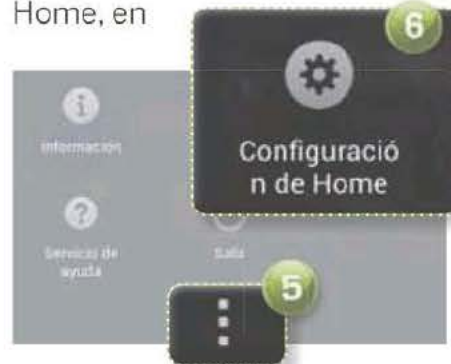 Home, en
6
Configuració
n de Home
Información
Servicio de
ayuda
Salir
5